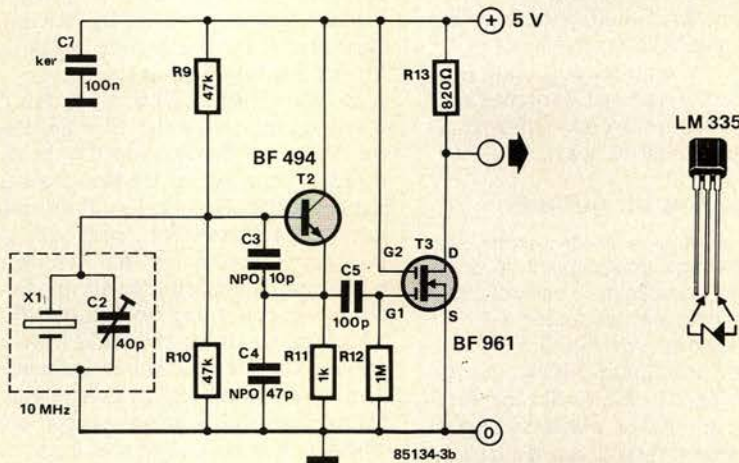 + 5 V
C7
ker
100n
R9
47k
R13
820Ω
LM 335
BF 494
T2
C3
NPO
10p
C5
100p
T3
G2
G1
D
S
BF 961
X1
C2
40p
10 MHz
R10
47k
C4
NPO
47p
R11
1k
R12
1M
0
85134-3b